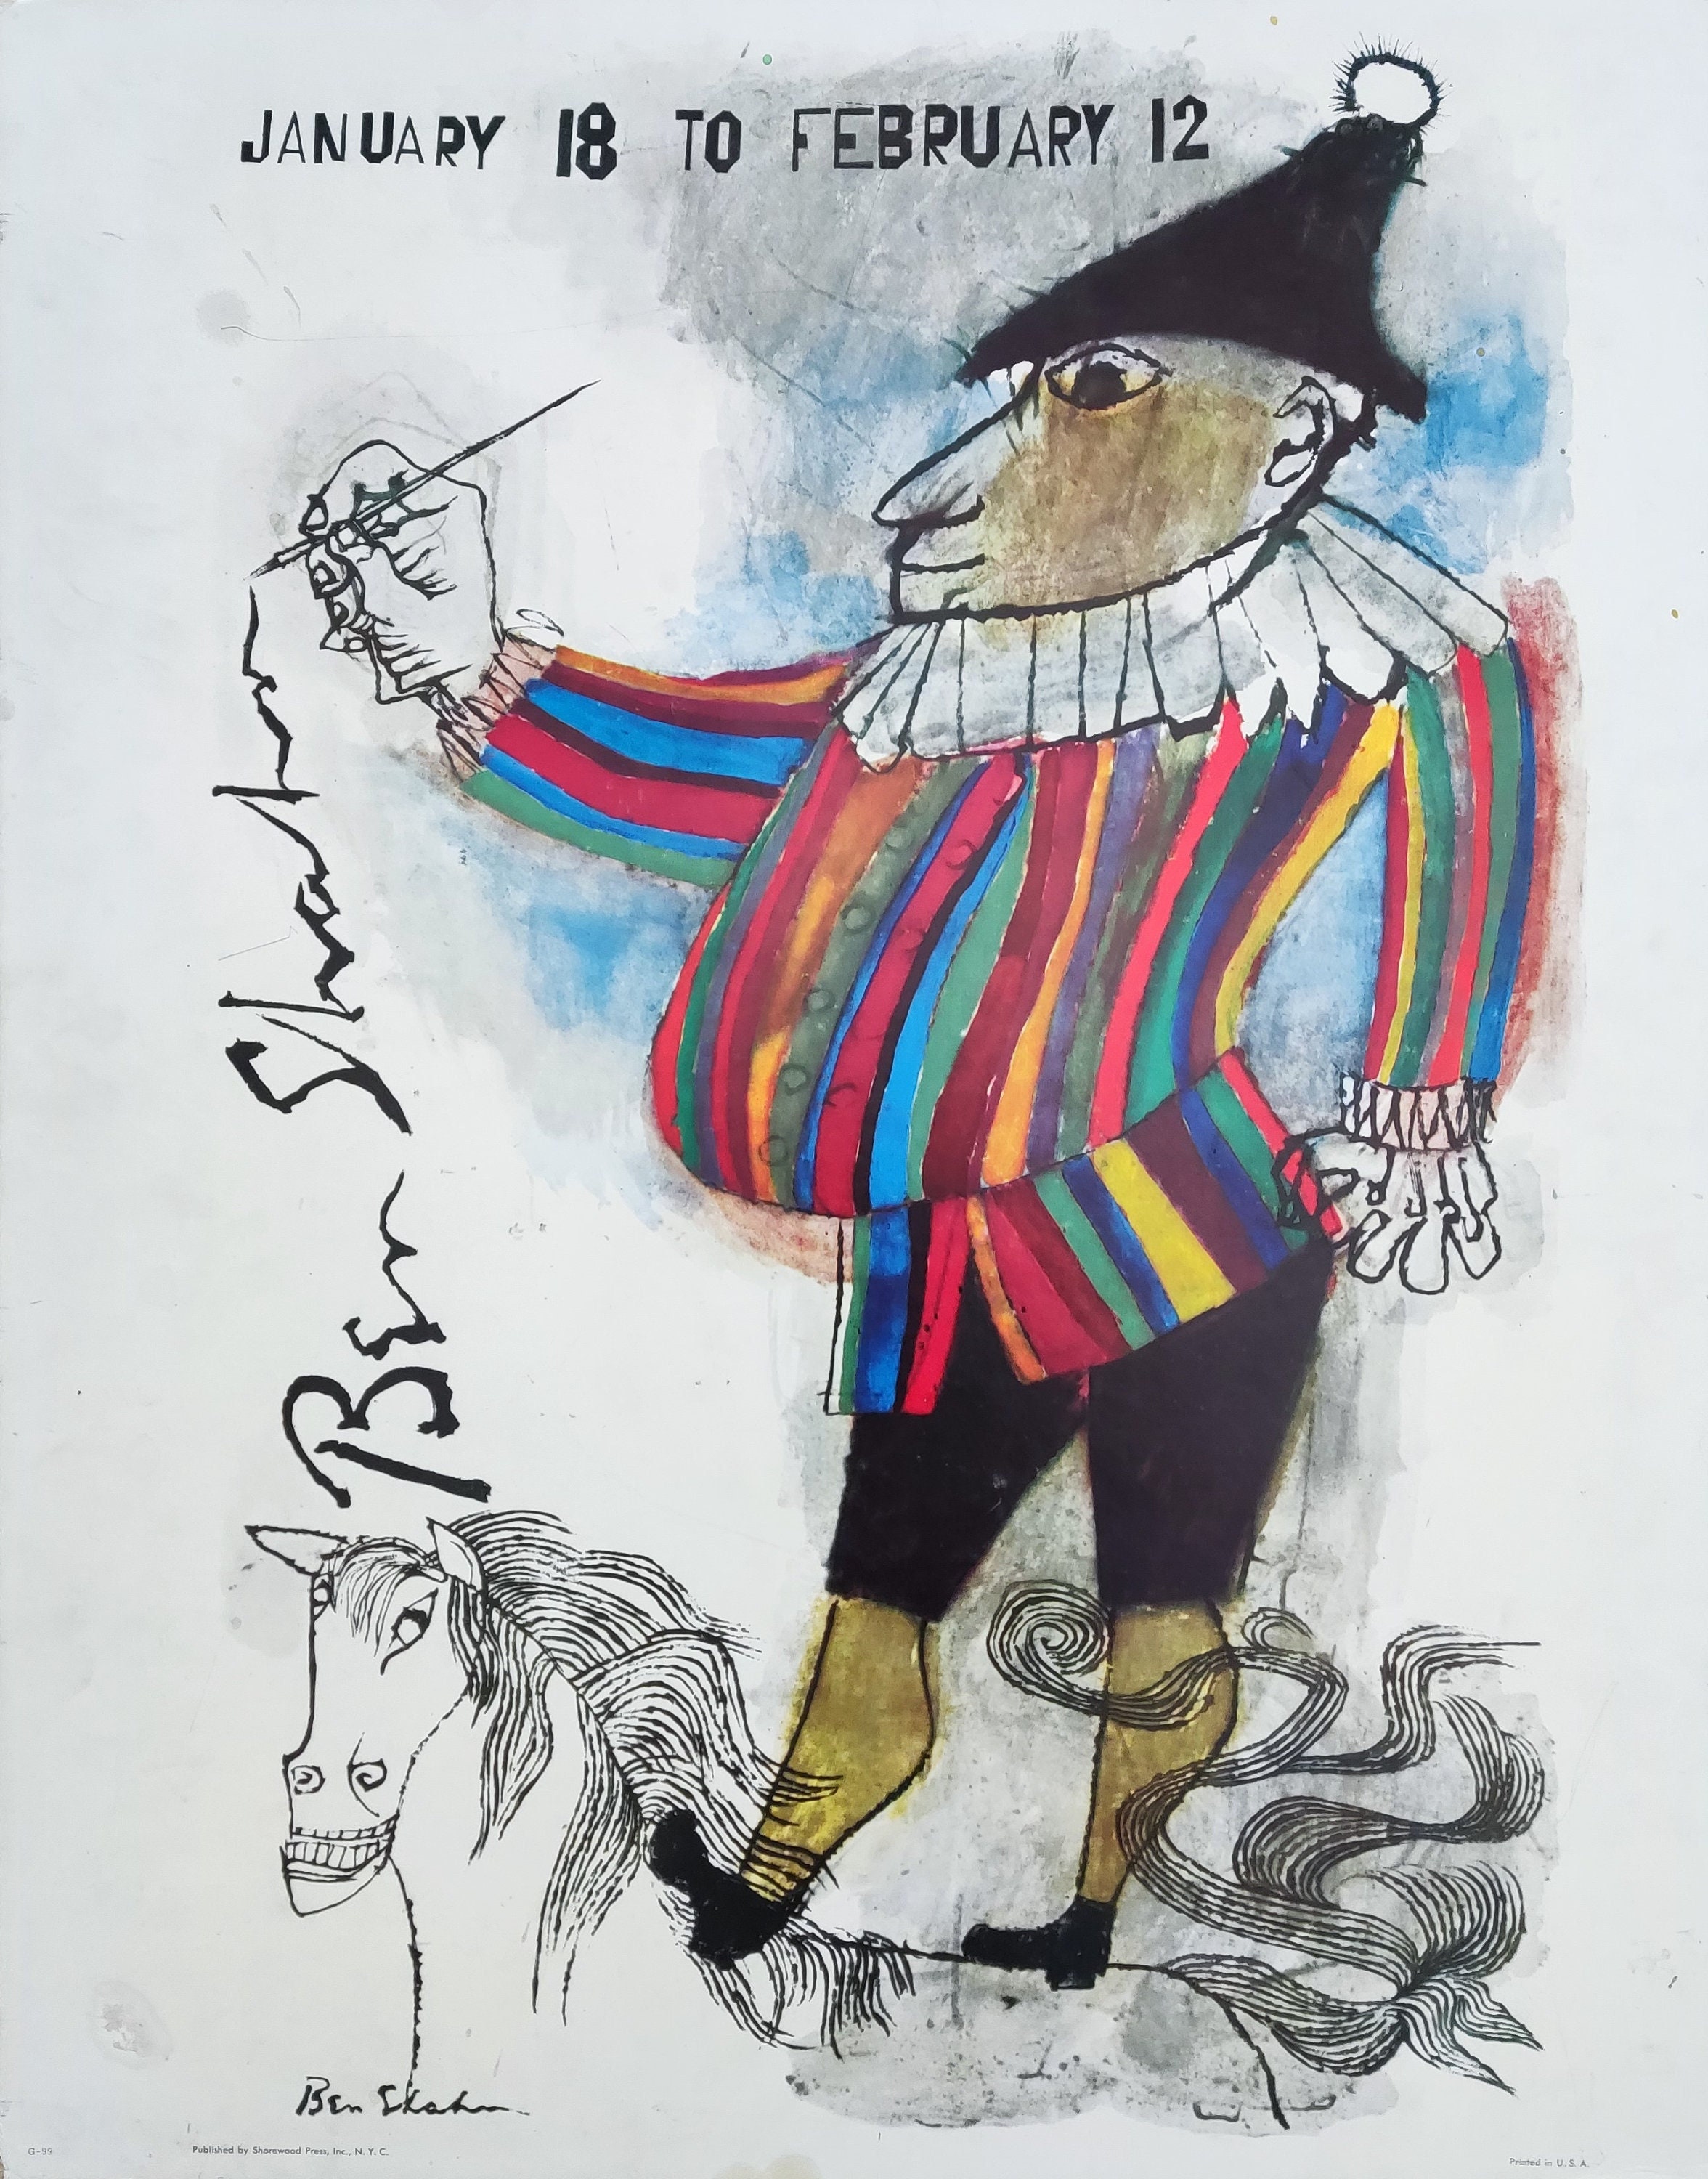 JANUARY 18 TO FEBRUARY 12
Ben Shahn
Ben Shahn
G-99
Published by Shorewood Press, Inc., N. Y. C.
Printed in U. S. A.